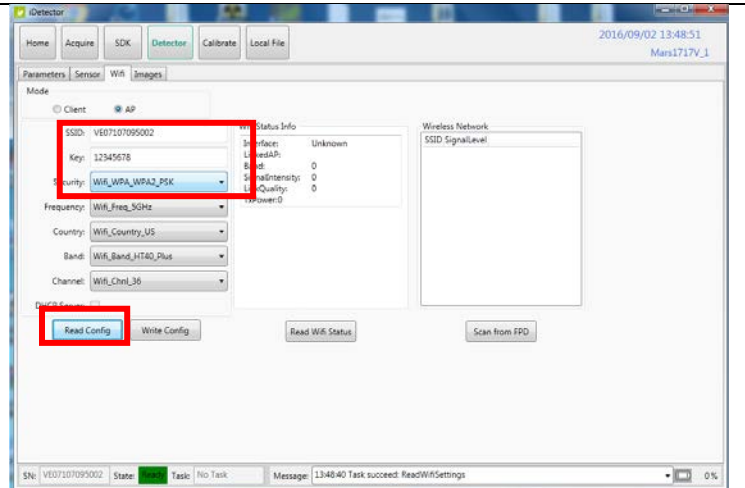 iDetector
Home Acquire SDK Detector Calibrate Local File
2016/09/02 13:48:51
Mars1717V_1
Parameters Sensor Wifi Images
Mode
Client AP
SSID: VE07107095002
Key: 12345678
Security: Wifi_WPA_WPA2_PSK
Frequency: Wifi_Freq_5GHz
Country: Wifi_Country_US
Band: Wifi_Band_HT40_Plus
Channel: Wifi_Chnl_36
DHCP Server:
Read Config Write Config
Wifi Status Info
Interface: Unknown
LinkedAP:
Band: 0
SignalIntensity: 0
LinkQuality: 0
TxPower:0
Read Wifi Status
Wireless Network
SSID SignalLevel
Scan from FPD
SN: VE07107095002 State: Ready Task: No Task Message: 13:48:40 Task succeed: ReadWifiSettings 0%